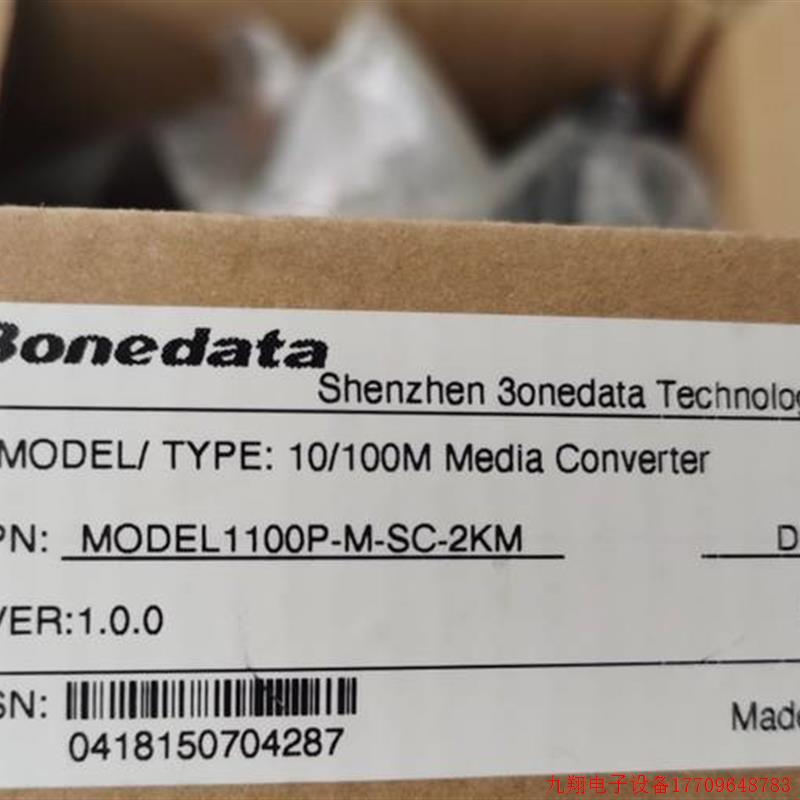 3onedata
Shenzhen 3onedata Technolog
MODEL/ TYPE: 10/100M Media Converter
PN: MODEL1100P-M-SC-2KM D
VER:1.0.0
SN:
0418150704287
Made
九翔电子设备17709648783